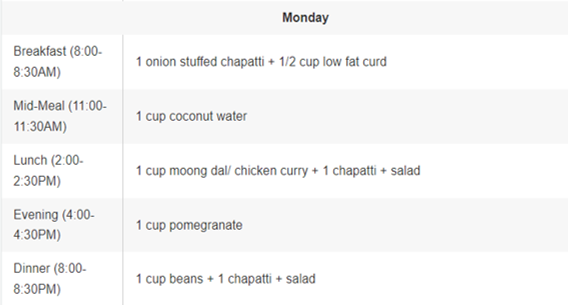 Monday
Breakfast (8:00-
8:30AM)
1 onion stuffed chapatti + 1/2 cup low fat curd
Mid-Meal (11:00-
11:30AM)
1 cup coconut water
Lunch (2:00-
2:30PM)
1 cup moong dal/ chicken curry + 1 chapatti + salad
Evening (4:00-
4:30PM)
1 cup pomegranate
Dinner (8:00-
8:30PM)
1 cup beans + 1 chapatti + salad